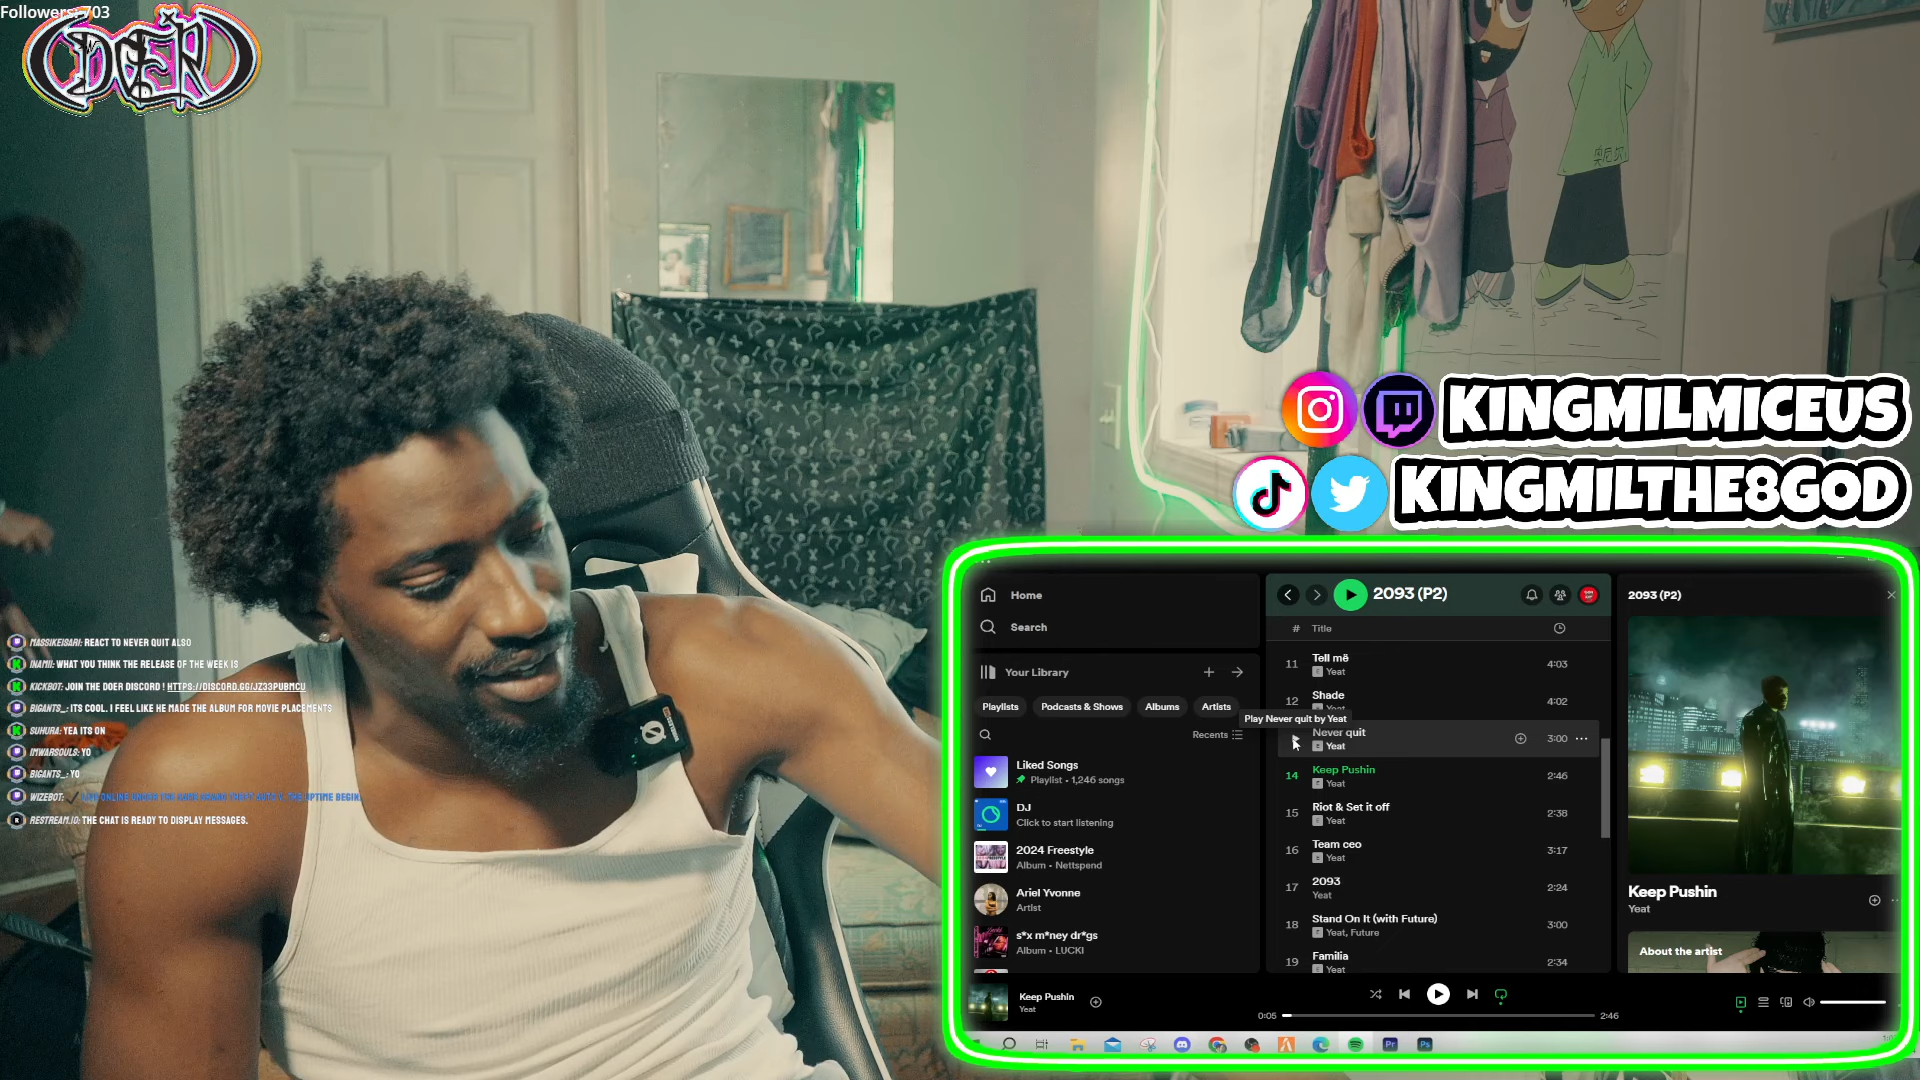 Followers: 703
DOER
KINGMILMICEUS
KINGMILTHE8GOD
MASSIKEISARI: REACT TO NEVER QUIT ALSO
INAMII: WHAT YOU THINK THE RELEASE OF THE WEEK IS
KICKBOT: JOIN THE DOER DISCORD ! HTTPS://DISCORD.GG/JZ33PUBMCU
BIGANTS_: ITS COOL. I FEEL LIKE HE MADE THE ALBUM FOR MOVIE PLACEMENTS
SUHURA: YEA ITS ON
IMWARSOULS: YO
BIGANTS_: YO
WIZEBOT:
RESTREAM.IO: THE CHAT IS READY TO DISPLAY MESSAGES.
Home
Search
Your Library
Playlists
Podcasts & Shows
Albums
Artists
Recents
Liked Songs
Playlist • 1,246 songs
DJ
Click to start listening
2024 Freestyle
Album • Nettspend
Ariel Yvonne
Artist
s*x m*ney dr*gs
Album • LUCKI
2093 (P2)
# Title
11 Tell më 4:03
E Yeat
12 Shade 4:02
Yeat
Play Never quit by Yeat
Never quit 3:00
E Yeat
14 Keep Pushin 2:46
E Yeat
15 Riot & Set it off 2:38
E Yeat
16 Team ceo 3:17
E Yeat
17 2093 2:24
Yeat
18 Stand On It (with Future) 3:00
E Yeat, Future
19 Familia 2:34
E Yeat
2093 (P2)
Keep Pushin
Yeat
About the artist
Keep Pushin
Yeat
0:05
2:46
Pr
Ps